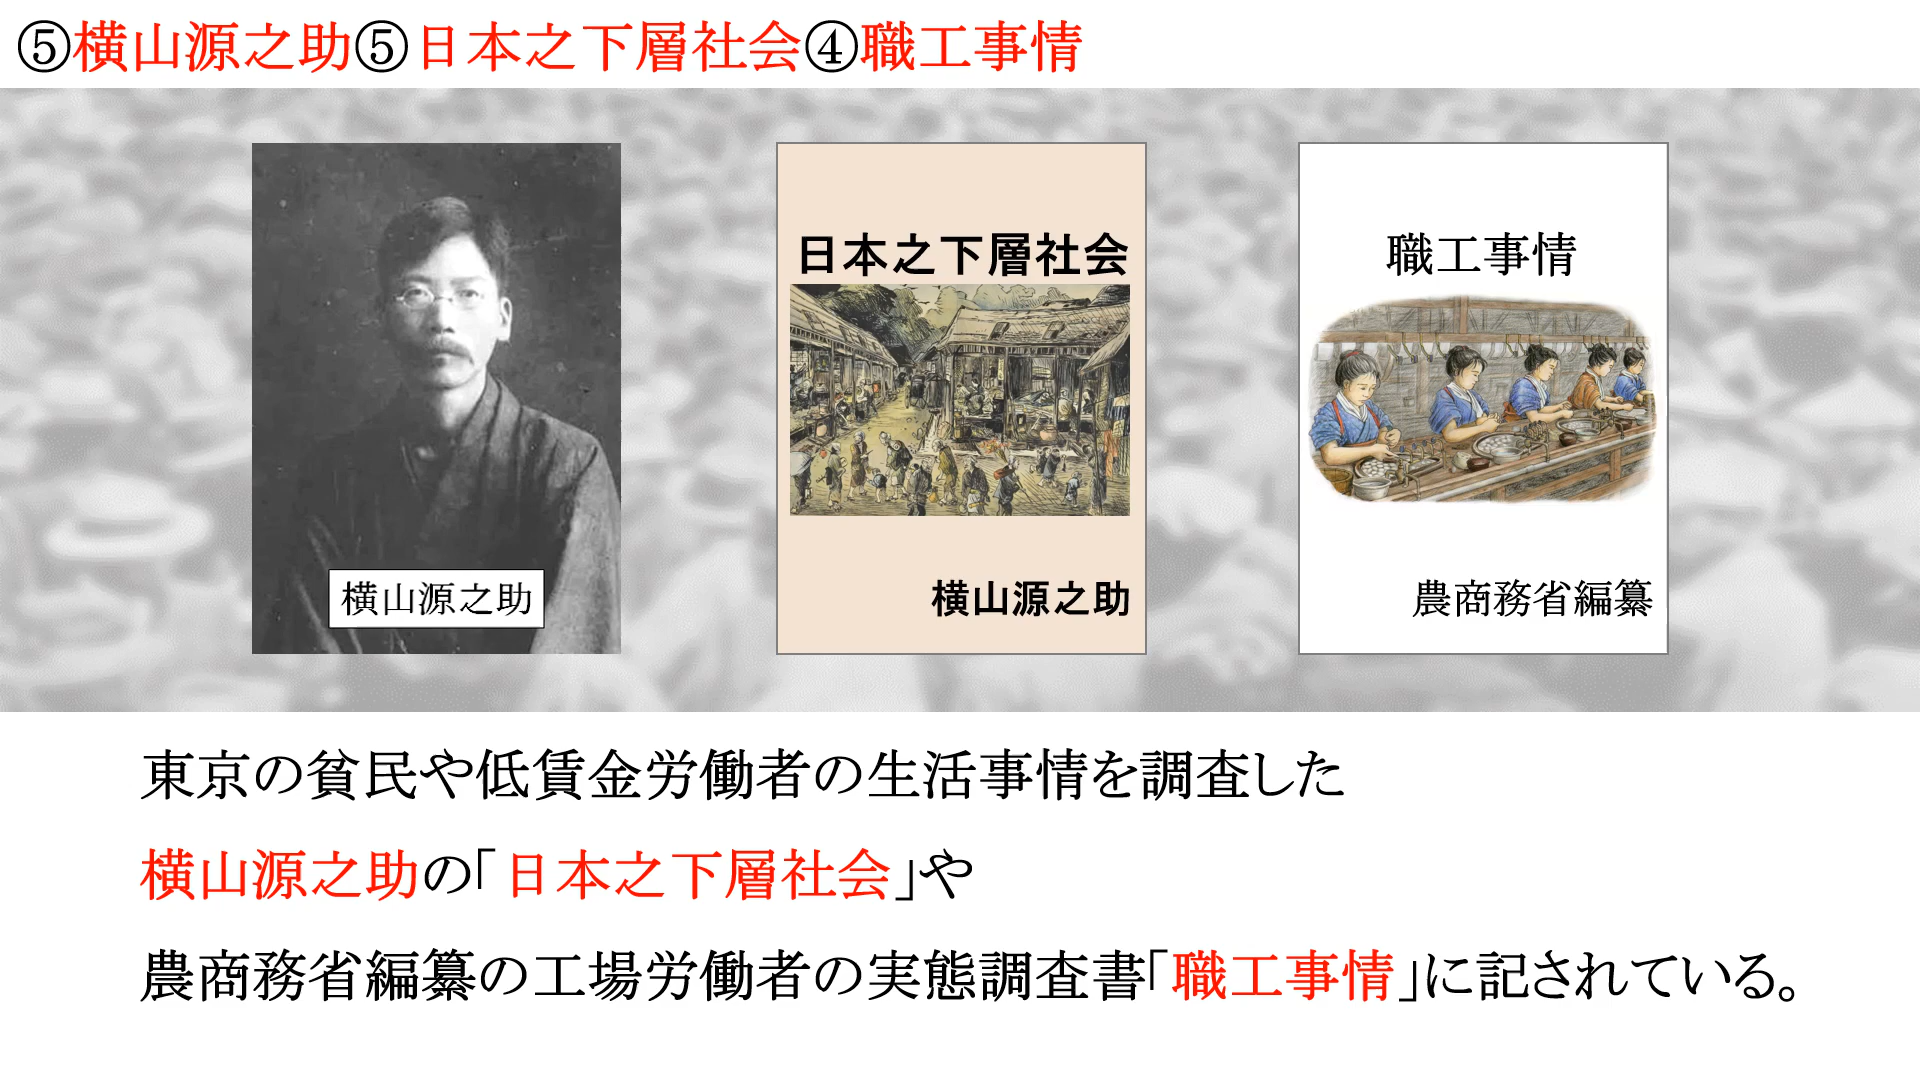 ⑤横山源之助⑤日本之下層社会④職工事情
横山源之助
日本之下層社会
横山源之助
職工事情
農商務省編纂
東京の貧民や低賃金労働者の生活事情を調査した
横山源之助の「日本之下層社会」や
農商務省編纂の工場労働者の実態調査書「職工事情」に記されている。